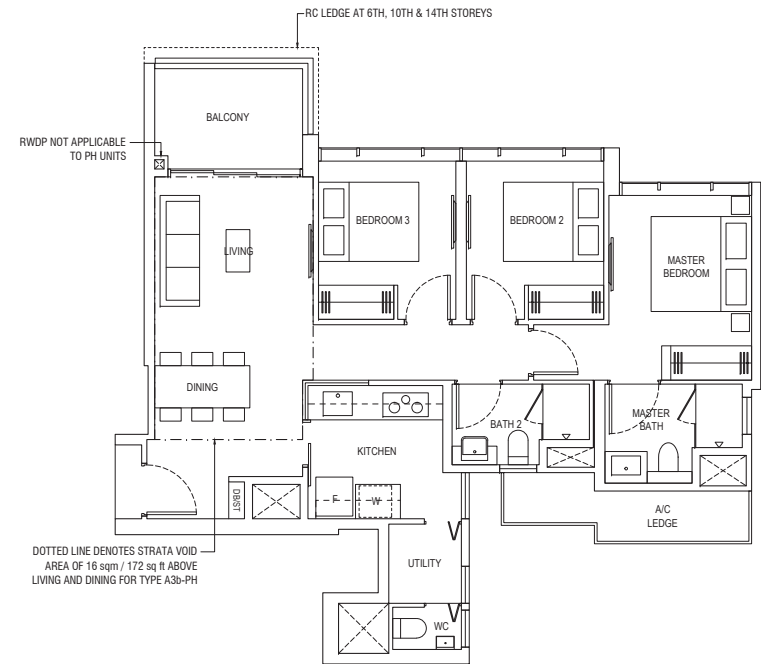 RC LEDGE AT 6TH, 10TH & 14TH STOREYS
BALCONY
RWDP NOT APPLICABLE
TO PH UNITS
BEDROOM 3
BEDROOM 2
LIVING
MASTER
BEDROOM
DINING
BATH 2
MASTER
BATH
KITCHEN
DB/ST
F
W
A/C
LEDGE
DOTTED LINE DENOTES STRATA VOID
AREA OF 16 sqm / 172 sq ft ABOVE
LIVING AND DINING FOR TYPE A3b-PH
UTILITY
WC